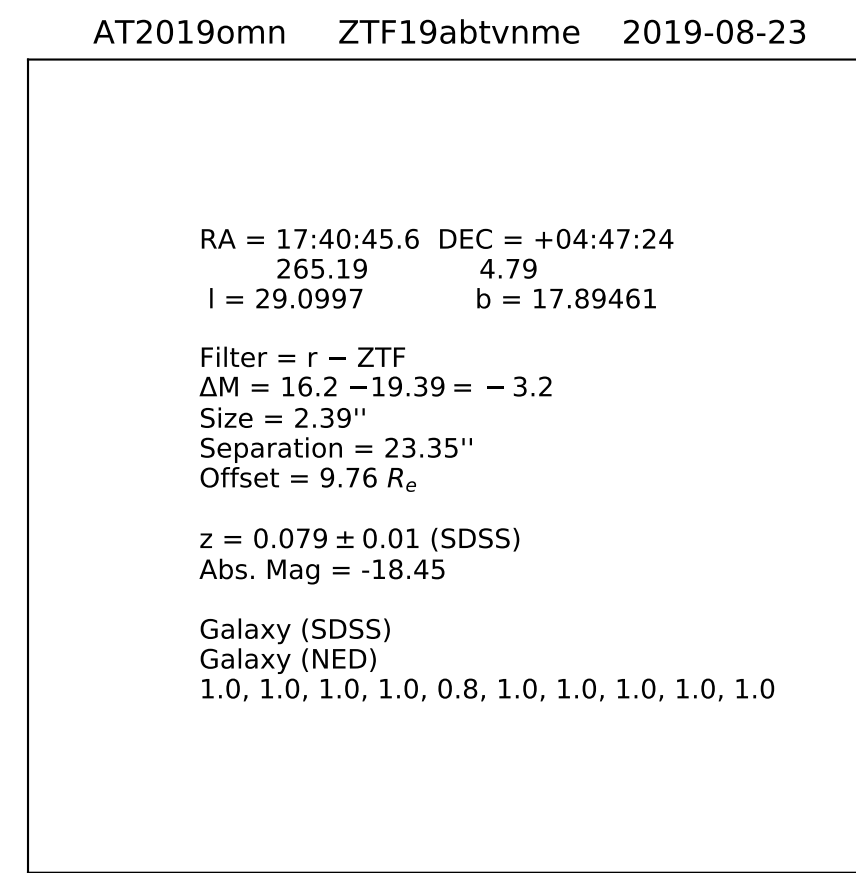 AT2019omn ZTF19abtvnme 2019-08-23
RA = 17:40:45.6 DEC = +04:47:24
265.19 4.79
l = 29.0997 b = 17.89461
Filter = r − ZTF
ΔM = 16.2 −19.39 = − 3.2
Size = 2.39''
Separation = 23.35''
Offset = 9.76 Rₑ
z = 0.079 ± 0.01 (SDSS)
Abs. Mag = -18.45
Galaxy (SDSS)
Galaxy (NED)
1.0, 1.0, 1.0, 1.0, 0.8, 1.0, 1.0, 1.0, 1.0, 1.0